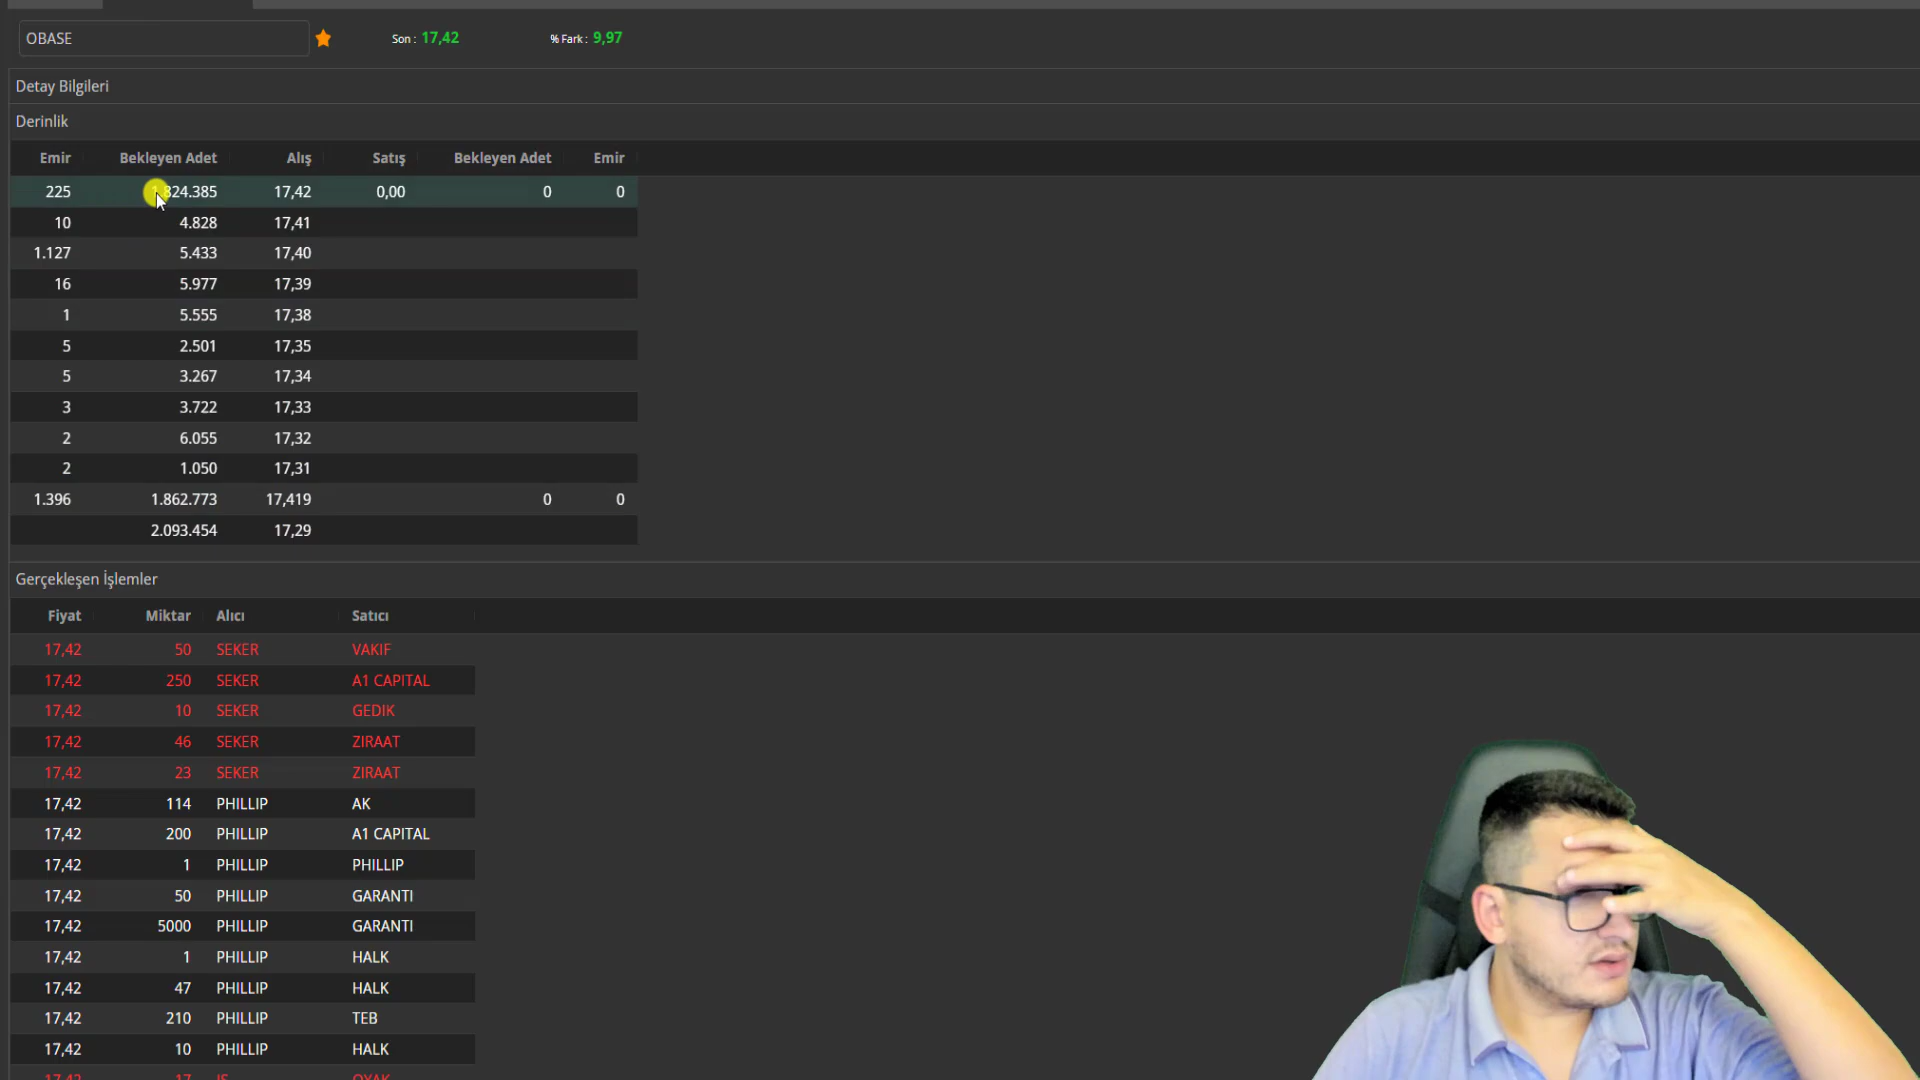 OBASE Son : 17,42 % Fark : 9,97
Detay Bilgileri
Derinlik
Emir Bekleyen Adet Alış Satış Bekleyen Adet Emir
225 824.385 17,42 0,00 0 0
10 4.828 17,41
1.127 5.433 17,40
16 5.977 17,39
1 5.555 17,38
5 2.501 17,35
5 3.267 17,34
3 3.722 17,33
2 6.055 17,32
2 1.050 17,31
1.396 1.862.773 17,419 0 0
2.093.454 17,29
Gerçekleşen İşlemler
Fiyat Miktar Alıcı Satıcı
17,42 50 SEKER VAKIF
17,42 250 SEKER A1 CAPITAL
17,42 10 SEKER GEDIK
17,42 46 SEKER ZIRAAT
17,42 23 SEKER ZIRAAT
17,42 114 PHILLIP AK
17,42 200 PHILLIP A1 CAPITAL
17,42 1 PHILLIP PHILLIP
17,42 50 PHILLIP GARANTI
17,42 5000 PHILLIP GARANTI
17,42 1 PHILLIP HALK
17,42 47 PHILLIP HALK
17,42 210 PHILLIP TEB
17,42 10 PHILLIP HALK
17,42 17 IS OYAK